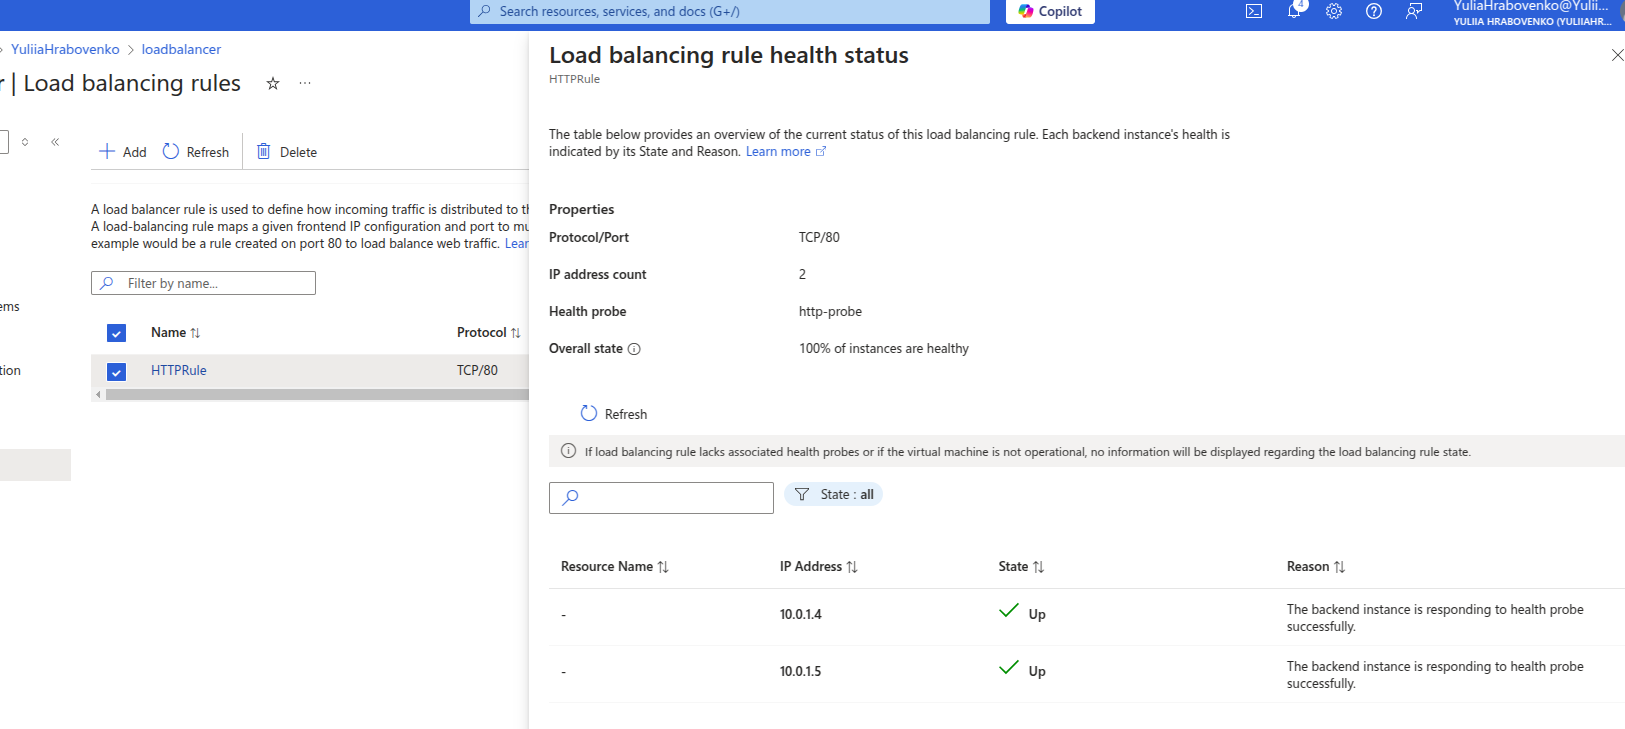 Search resources, services, and docs (G+/)
Copilot
4
YuliaHrabovenko@Yulii...
YULIIA HRABOVENKO (YULIIAHR...
YuliiaHrabovenko > loadbalancer
r | Load balancing rules
Add
Refresh
Delete
A load balancer rule is used to define how incoming traffic is distributed to th
A load-balancing rule maps a given frontend IP configuration and port to mu
example would be a rule created on port 80 to load balance web traffic. Lear
Filter by name...
ems
Name
Protocol
tion
HTTPRule
TCP/80
Load balancing rule health status
HTTPRule
The table below provides an overview of the current status of this load balancing rule. Each backend instance's health is
indicated by its State and Reason. Learn more
Properties
Protocol/Port
TCP/80
IP address count
2
Health probe
http-probe
Overall state
100% of instances are healthy
Refresh
If load balancing rule lacks associated health probes or if the virtual machine is not operational, no information will be displayed regarding the load balancing rule state.
State : all
Resource Name
IP Address
State
Reason
-
10.0.1.4
Up
The backend instance is responding to health probe
successfully.
-
10.0.1.5
Up
The backend instance is responding to health probe
successfully.